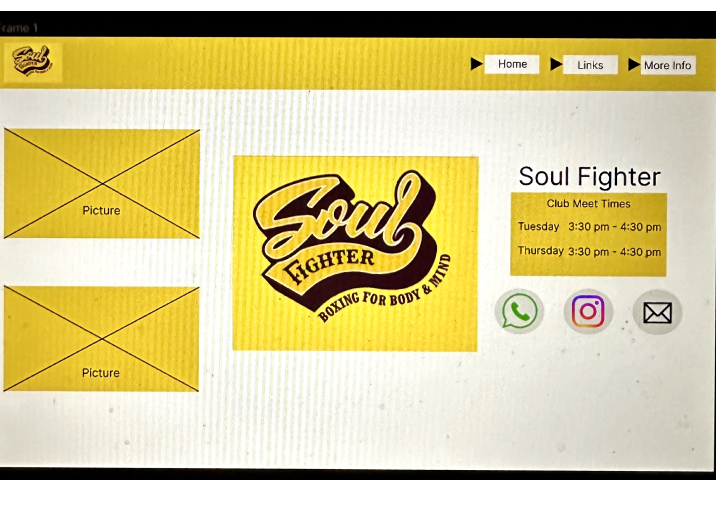 Frame 1
Soul
FIGHTER
Home
Links
More Info
Picture
Picture
Soul
FIGHTER
BOXING FOR BODY & MIND
Soul Fighter
Club Meet Times
Tuesday 3:30 pm - 4:30 pm
Thursday 3:30 pm - 4:30 pm